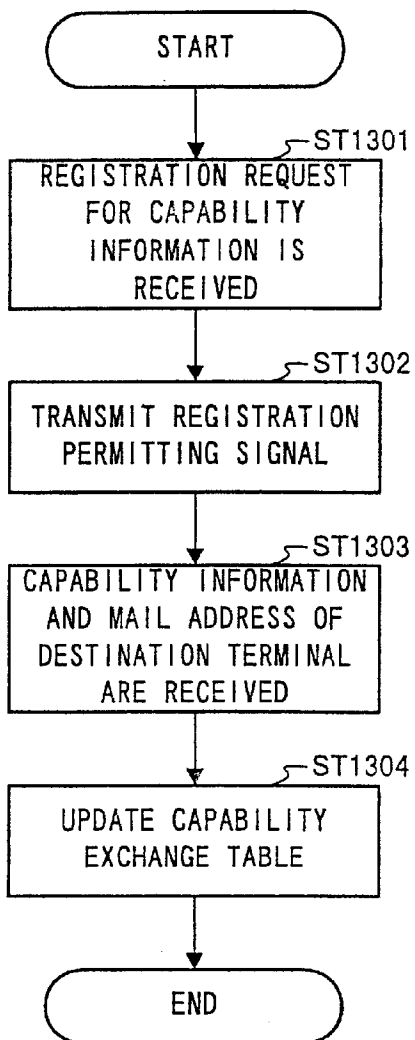 START
ST1301
REGISTRATION REQUEST
FOR CAPABILITY
INFORMATION IS
RECEIVED
ST1302
TRANSMIT REGISTRATION
PERMITTING SIGNAL
ST1303
CAPABILITY INFORMATION
AND MAIL ADDRESS OF
DESTINATION TERMINAL
ARE RECEIVED
ST1304
UPDATE CAPABILITY
EXCHANGE TABLE
END